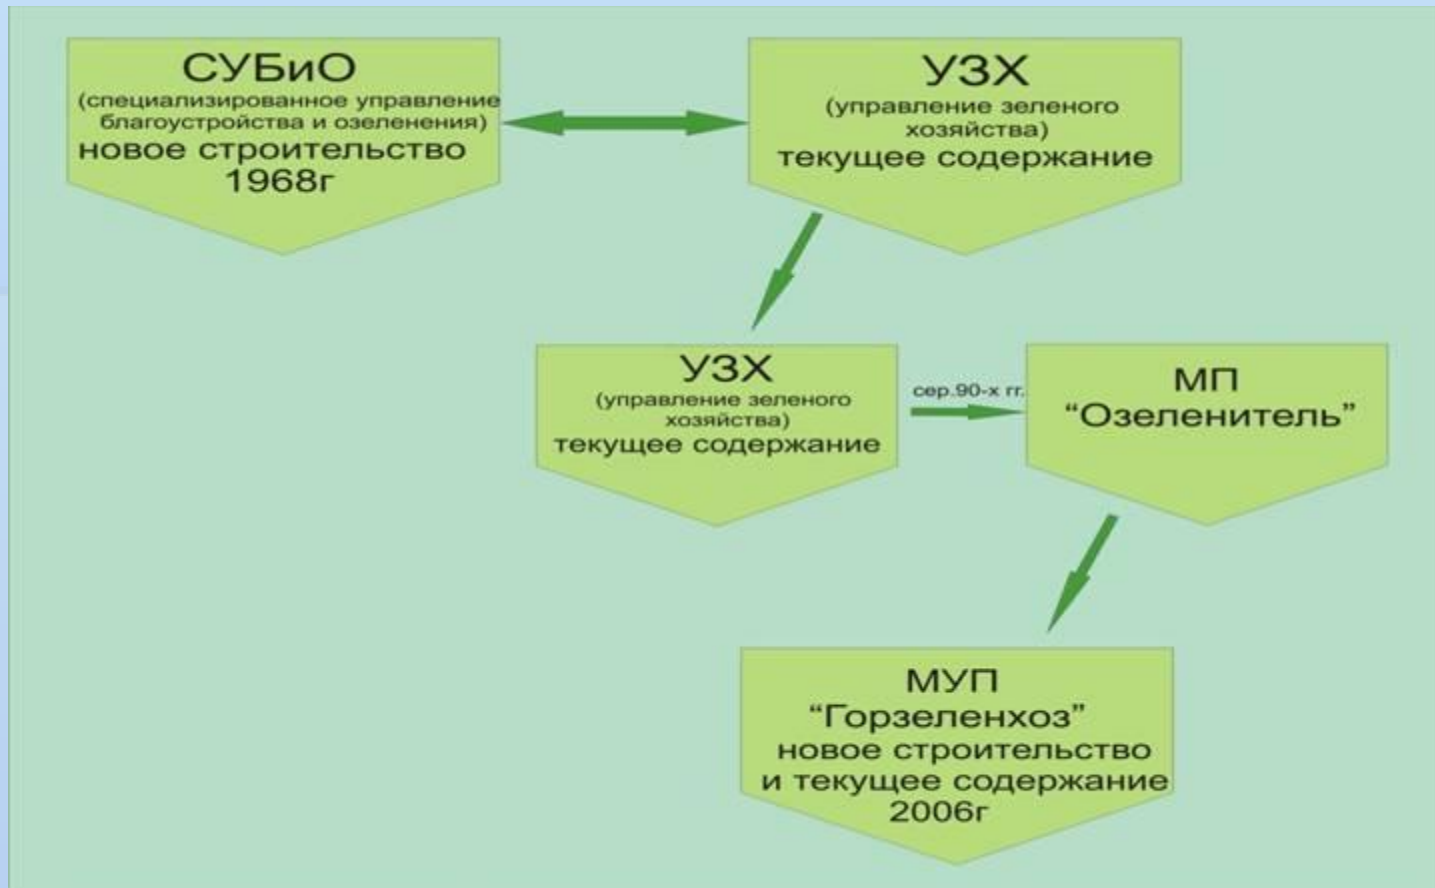 СУБиО
(специализированное управление
благоустройства и озеленения)
новое строительство
1968г
УЗХ
(управление зеленого
хозяйства)
текущее содержание
УЗХ
(управление зеленого
хозяйства)
текущее содержание
сер.90-х гг.
МП
“Озеленитель”
МУП
“Горзеленхоз”
новое строительство
и текущее содержание
2006г